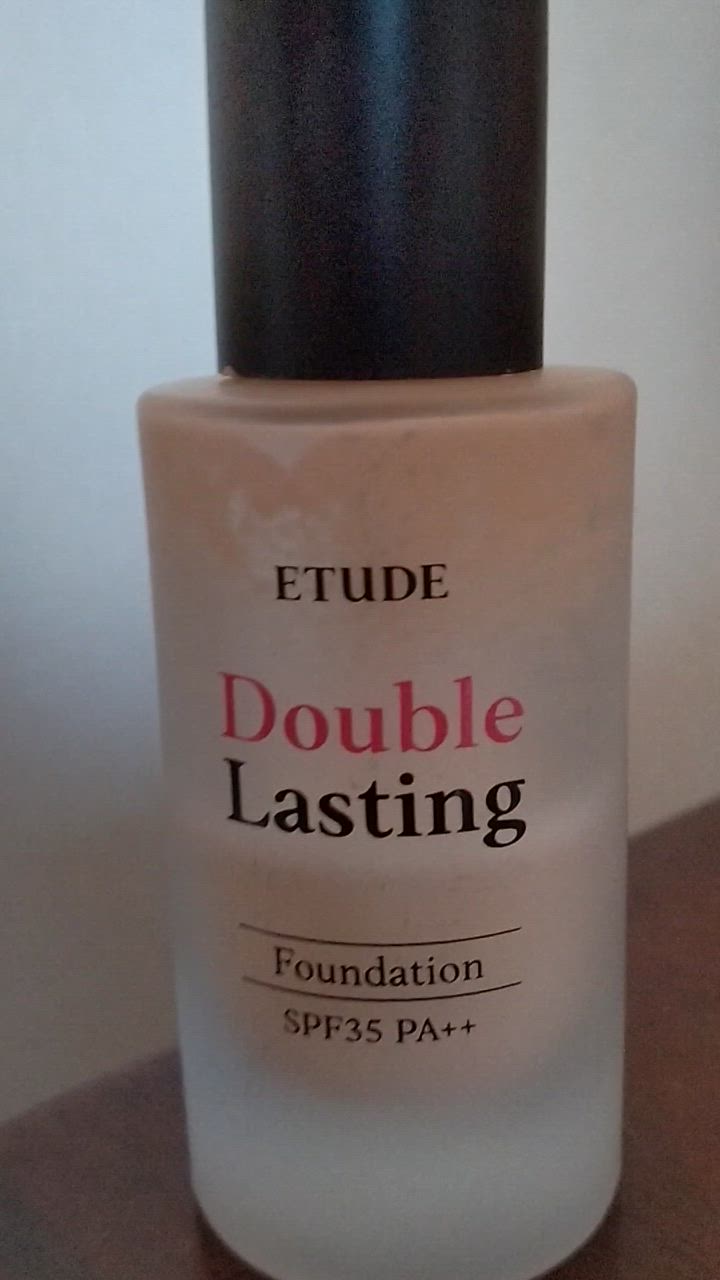 ETUDE
Double
Lasting
Foundation
SPF35 PA++